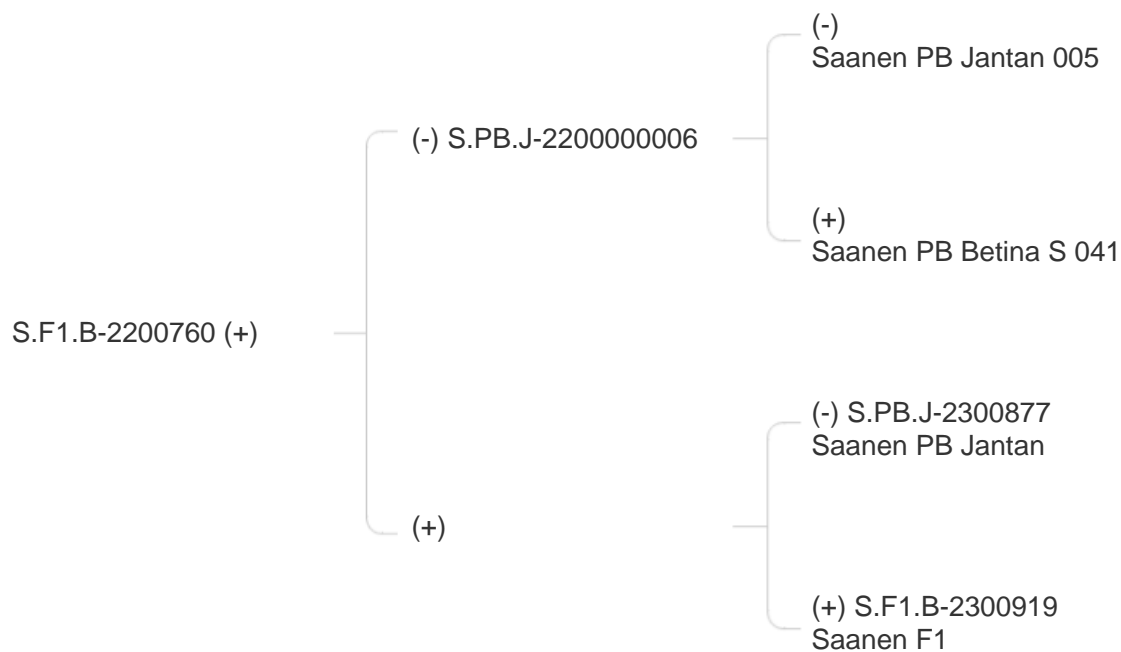 (-)
Saanen PB Jantan 005
(-) S.PB.J-2200000006
(+)
Saanen PB Betina S 041
S.F1.B-2200760 (+)
(-) S.PB.J-2300877
Saanen PB Jantan
(+)
(+) S.F1.B-2300919
Saanen F1